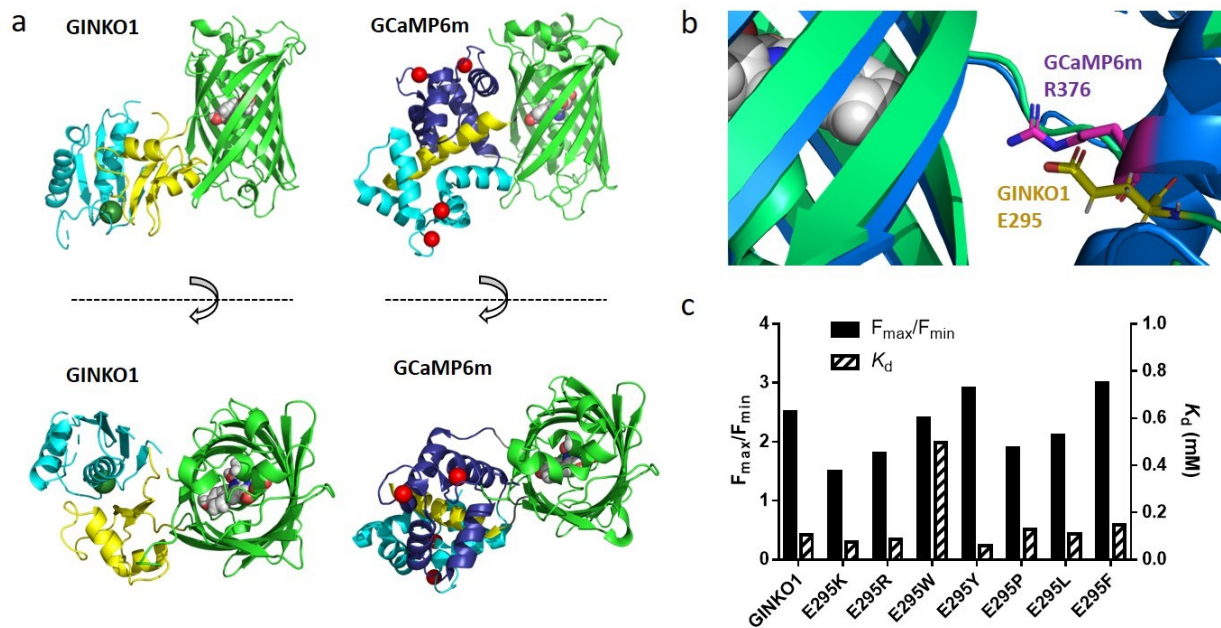 a
GINKO1
GCaMP6m
GINKO1
GCaMP6m
b
GCaMP6m
R376
GINKO1
E295
c
Fmax/Fmin
Kd
Fmax/Fmin
4
3
2
1
0
1.0
0.8
0.6
0.4
0.2
0.0
Kd (mM)
GINKO1
E295K
E295R
E295W
E295Y
E295P
E295L
E295F